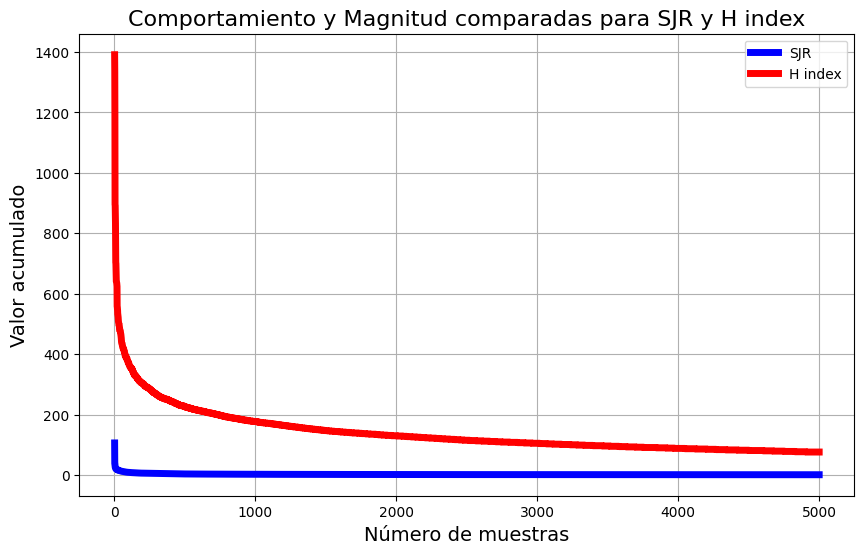 Comportamiento y Magnitud comparadas para SJR y H index
SJR
H index
Valor acumulado
1400
1200
1000
800
600
400
200
0
0 1000 2000 3000 4000 5000
Número de muestras